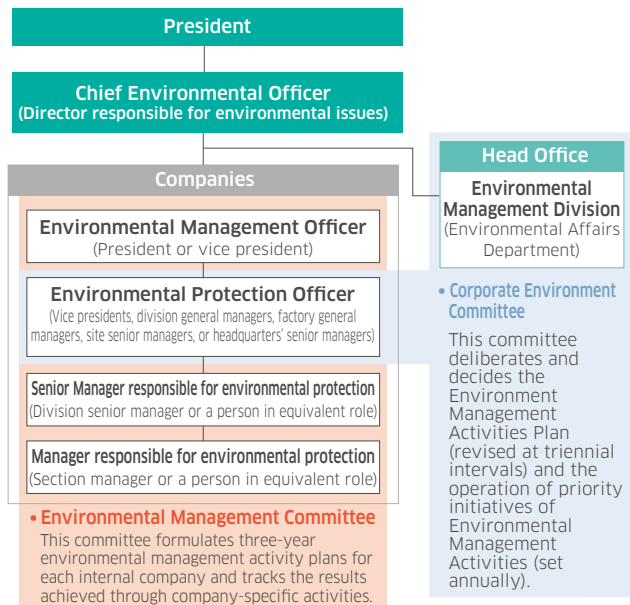 President
Chief Environmental Officer
(Director responsible for environmental issues)
Companies
Environmental Management Officer
(President or vice president)
Environmental Protection Officer
(Vice presidents, division general managers, factory general
managers, site senior managers, or headquarters' senior managers)
Senior Manager responsible for environmental protection
(Division senior manager or a person in equivalent role)
Manager responsible for environmental protection
(Section manager or a person in equivalent role)
• Environmental Management Committee
This committee formulates three-year
environmental management activity plans for
each internal company and tracks the results
achieved through company-specific activities.
Head Office
Environmental
Management Division
(Environmental Affairs
Department)
• Corporate Environment
Committee
This committee
deliberates and
decides the
Environment
Management
Activities Plan
(revised at triennial
intervals) and the
operation of priority
initiatives of
Environmental
Management
Activities (set
annually).